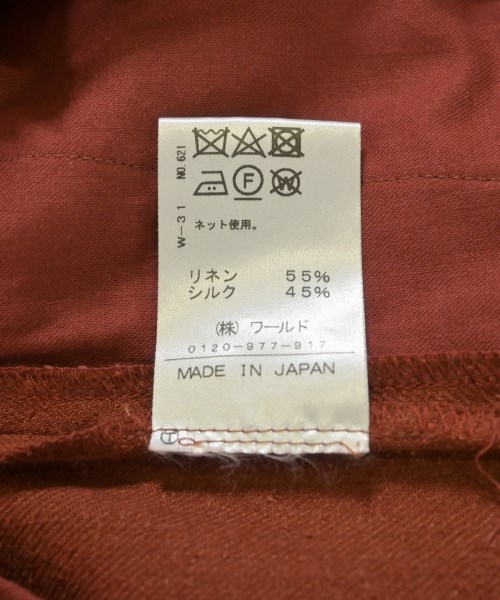 W-31 NO.621
F W
ネット使用。
リネン 55%
シルク 45%
(株) ワールド
0120-977-917
MADE IN JAPAN
T